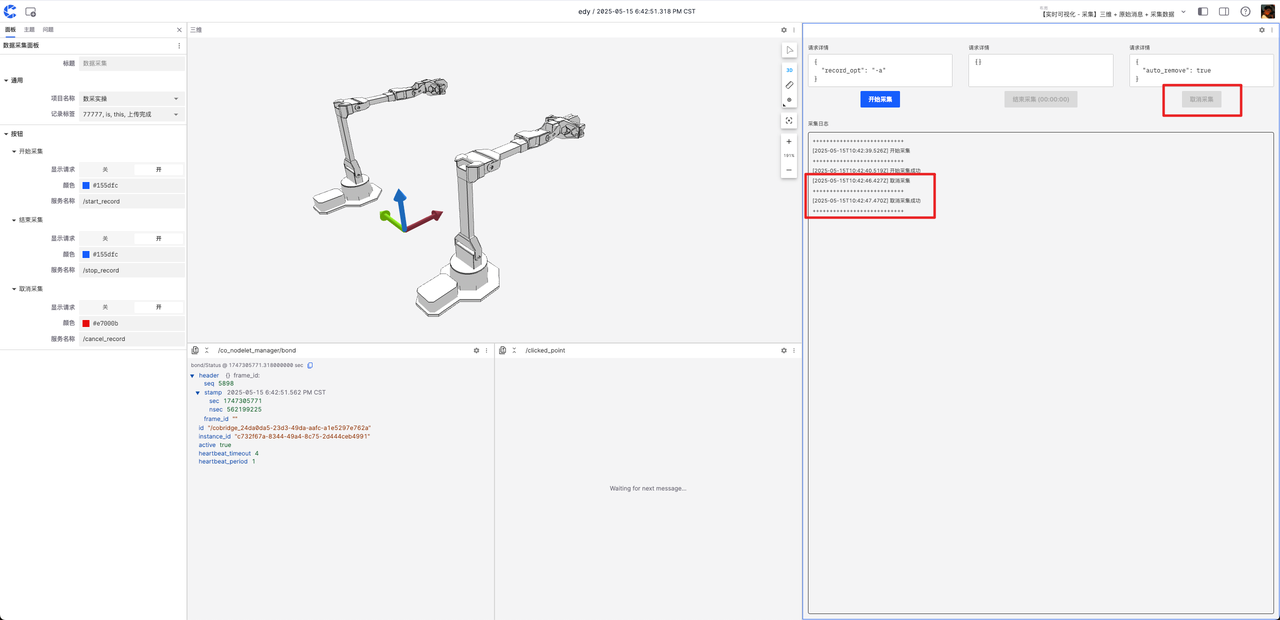 edy / 2025-05-15 6:42:51.318 PM CST
布局
【实时可视化 - 采集】三维 + 原始消息 + 采集数据
面板
主题
问题
数据采集面板
标题
数据采集
通用
项目名称
数采实操
记录标签
77777, is, this, 上传完成
按钮
开始采集
显示请求
关
开
颜色
#155dfc
服务名称
/start_record
结束采集
显示请求
关
开
颜色
#155dfc
服务名称
/stop_record
取消采集
显示请求
关
开
颜色
#e7000b
服务名称
/cancel_record
三维
3D
191%
/co_nodelet_manager/bond
bond/Status @ 1747305771.318000000 sec
header {} frame_id:
seq 5898
stamp 2025-05-15 6:42:51.562 PM CST
sec 1747305771
nsec 562199225
frame_id ""
id "/cobridge_24da0da5-23d3-49da-aafc-a1e5297e762a"
instance_id "c732f67a-8344-49a4-8c75-2d444ceb4991"
active true
heartbeat_timeout 4
heartbeat_period 1
/clicked_point
Waiting for next message...
请求详情
{
"record_opt": "-a"
}
开始采集
请求详情
{}
结束采集 (00:00:00)
请求详情
{
"auto_remove": true
}
取消采集
采集日志
***************************
[2025-05-15T10:42:39.526Z] 开始采集
***************************
[2025-05-15T10:42:40.519Z] 开始采集成功
[2025-05-15T10:42:46.427Z] 取消采集
***************************
[2025-05-15T10:42:47.470Z] 取消采集成功
***************************